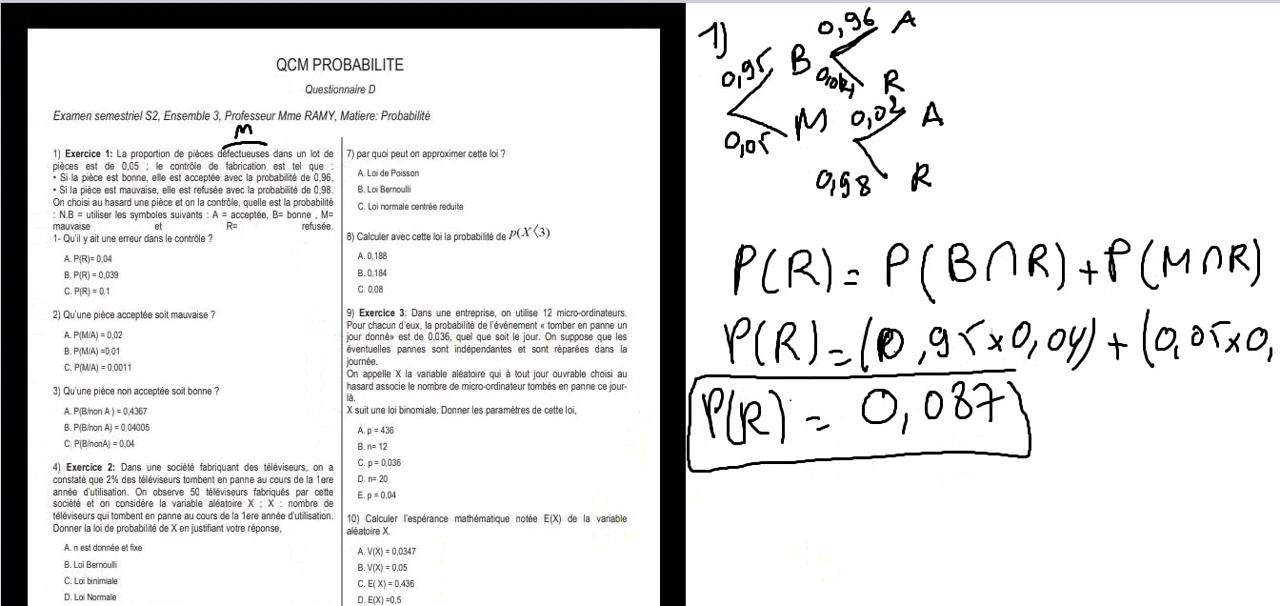 QCM PROBABILITE
Questionnaire D
Examen semestriel S2, Ensemble 3, Professeur Mme RAMY, Matiere: Probabilité
M
1) Exercice 1: La proportion de pièces défectueuses dans un lot de
pièces est de 0,05 ; le contrôle de fabrication est tel que :
• Si la pièce est bonne, elle est acceptée avec la probabilité de 0,96,
• Si la pièce est mauvaise, elle est refusée avec la probabilité de 0,98.
On choisi au hasard une pièce et on la contrôle, quelle est la probabilité
: N.B = utiliser les symboles suivants : A = acceptée, B= bonne , M=
mauvaise et R= refusée.
1- Qu'il y ait une erreur dans le contrôle ?
A. P(R)= 0,04
B. P(R) = 0,039
C. P(R) = 0,1
2) Qu'une pièce acceptée soit mauvaise ?
A. P(M/A) = 0,02
B. P(M/A) =0,01
C. P(M/A) = 0,0011
3) Qu'une pièce non acceptée soit bonne ?
A. P(B/non A ) = 0,4367
B. P(B/non A) = 0,04005
C. P(B/nonA) = 0,04
4) Exercice 2: Dans une société fabriquant des téléviseurs, on a
constaté que 2% des téléviseurs tombent en panne au cours de la 1ere
année d'utilisation. On observe 50 téléviseurs fabriqués par cette
société et on considère la variable aléatoire X ; X : nombre de
téléviseurs qui tombent en panne au cours de la 1ere année d'utilisation.
Donner la loi de probabilité de X en justifiant votre réponse,
A. n est donnée et fixe
B. Loi Bernoulli
C. Loi binimiale
D. Loi Normale
7) par quoi peut on approximer cette loi ?
A. Loi de Poisson
B. Loi Bernoulli
C. Loi normale centrée reduite
8) Calculer avec cette loi la probabilité de p(X⟨3)
A. 0,188
B. 0,184
C. 0,08
9) Exercice 3: Dans une entreprise, on utilise 12 micro-ordinateurs.
Pour chacun d'eux, la probabilité de l'événement « tomber en panne un
jour donné» est de 0,036, quel que soit le jour. On suppose que les
éventuelles pannes sont indépendantes et sont réparées dans la
journée.
On appelle X la variable aléatoire qui à tout jour ouvrable choisi au
hasard associe le nombre de micro-ordinateur tombés en panne ce jour-
là.
X suit une loi binomiale. Donner les paramètres de cette loi,
A. p = 436
B. n= 12
C. p = 0,036
D. n= 20
E. p = 0,04
10) Calculer l'espérance mathématique notée E(X) de la variable
aléatoire X.
A. V(X) = 0,0347
B. V(X) = 0,05
C. E( X) = 0,436
D. E(X) =0,5
1)
0,96 A
0,95 B
0,04 R
0,05 M 0,02 A
0,98 R
P(R) = P(B∩R) + P(M∩R)
P(R) = (0,95×0,04) + (0,05×0,
P(R) = 0,087